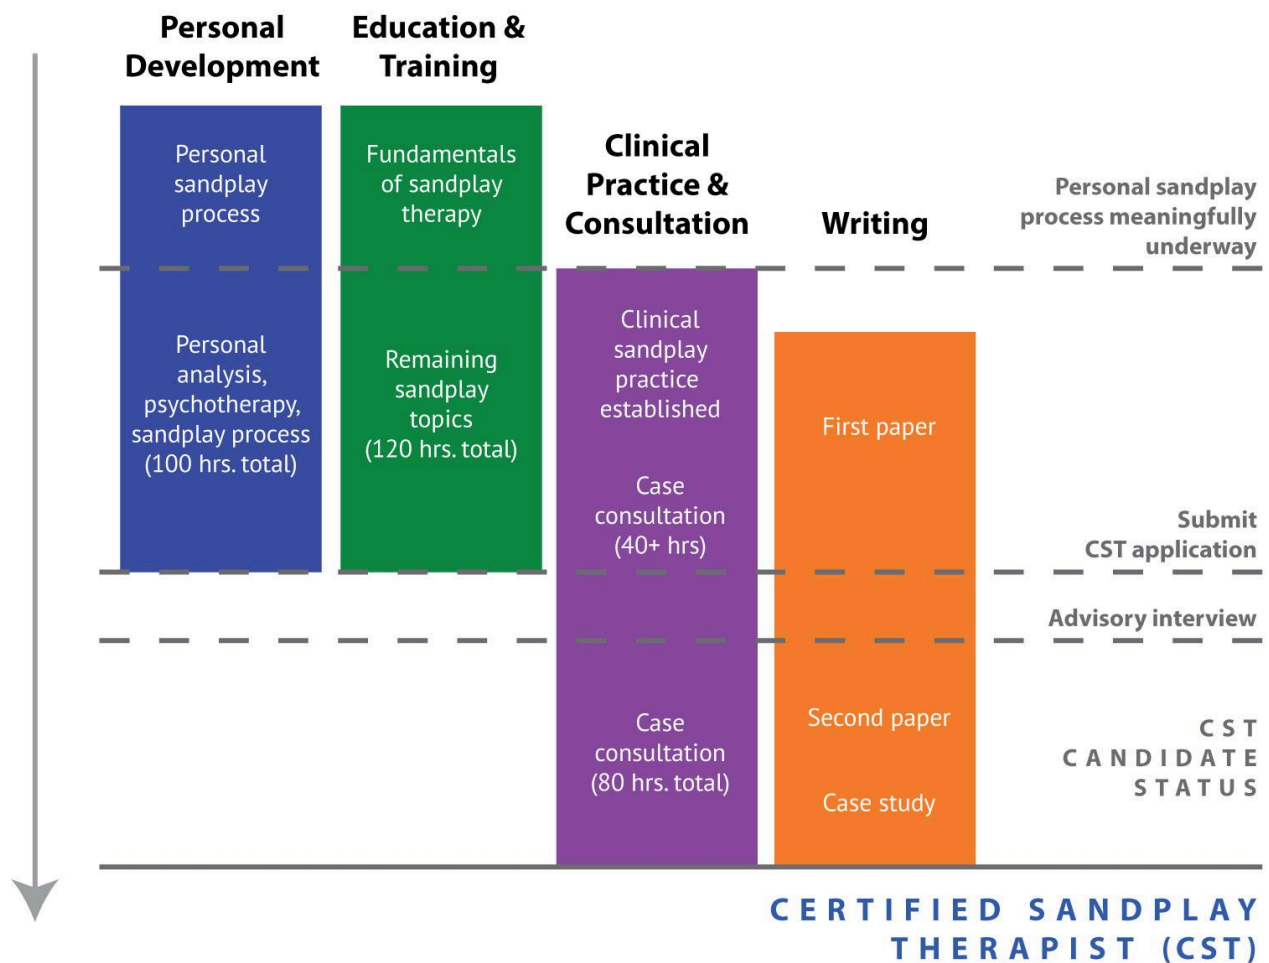 Personal
Development
Education &
Training
Clinical
Practice &
Consultation
Writing
Personal
sandplay
process
Personal
analysis,
psychotherapy,
sandplay process
(100 hrs. total)
Fundamentals
of sandplay
therapy
Remaining
sandplay
topics
(120 hrs. total)
Clinical
sandplay
practice
established
Case
consultation
(40+ hrs)
Case
consultation
(80 hrs. total)
First paper
Second paper
Case study
Personal sandplay
process meaningfully
underway
Submit
CST application
Advisory interview
CST
CANDIDATE
STATUS
CERTIFIED SANDPLAY
THERAPIST (CST)